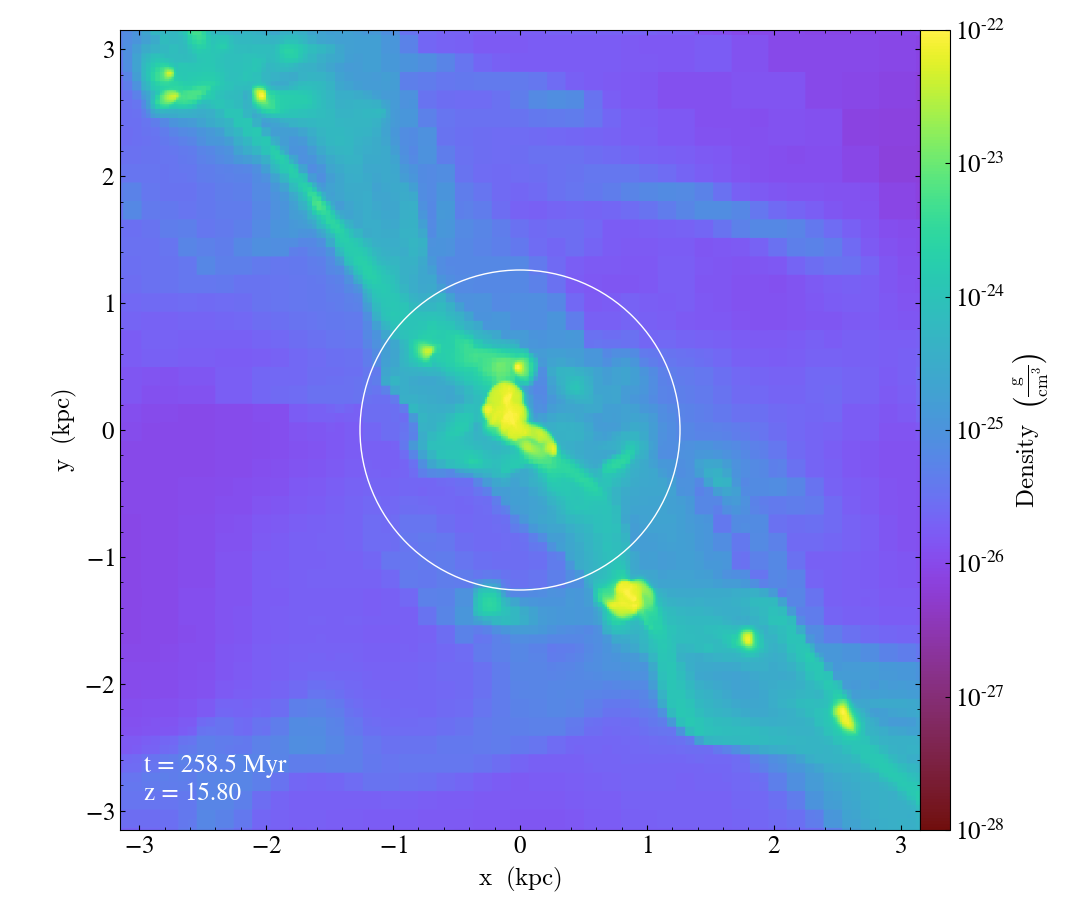 3
2
1
0
−1
−2
−3
y (kpc)
t = 258.5 Myr
z = 15.80
−3 −2 −1 0 1 2 3
x (kpc)
10^-22
10^-23
10^-24
10^-25
10^-26
10^-27
10^-28
Density (g/cm^3)